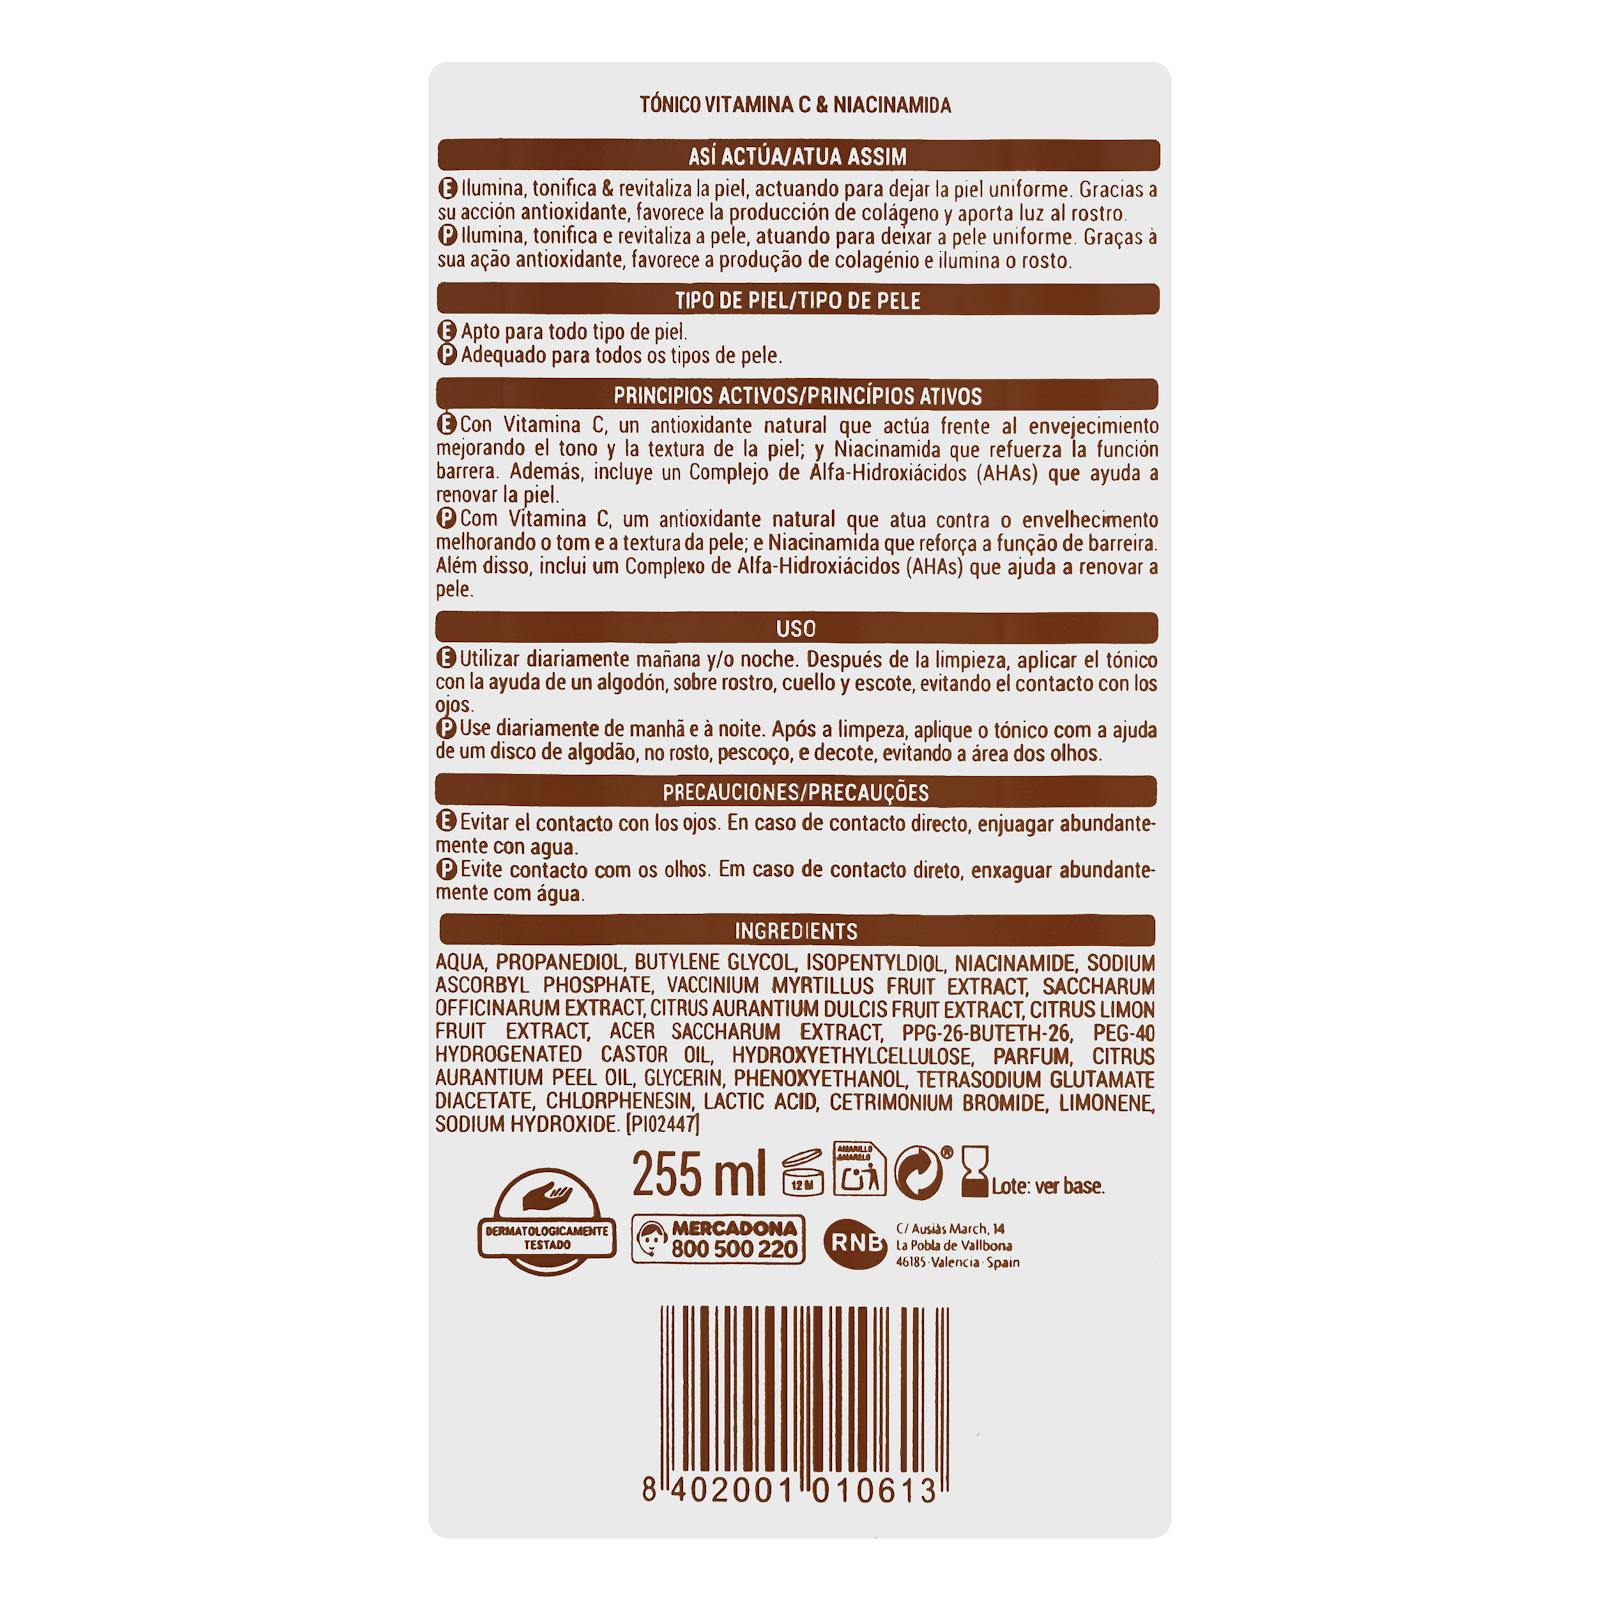 TÓNICO VITAMINA C & NIACINAMIDA
ASÍ ACTÚA/ATUA ASSIM
E Ilumina, tonifica & revitaliza la piel, actuando para dejar la piel uniforme. Gracias a
su acción antioxidante, favorece la producción de colágeno y aporta luz al rostro.
P Ilumina, tonifica e revitaliza a pele, atuando para deixar a pele uniforme. Graças à
sua ação antioxidante, favorece a produção de colagénio e ilumina o rosto.
TIPO DE PIEL/TIPO DE PELE
E Apto para todo tipo de piel.
P Adequado para todos os tipos de pele.
PRINCIPIOS ACTIVOS/PRINCÍPIOS ATIVOS
E Con Vitamina C, un antioxidante natural que actúa frente al envejecimiento
mejorando el tono y la textura de la piel; y Niacinamida que refuerza la función
barrera. Además, incluye un Complejo de Alfa-Hidroxiácidos (AHAs) que ayuda a
renovar la piel.
P Com Vitamina C, um antioxidante natural que atua contra o envelhecimento
melhorando o tom e a textura da pele; e Niacinamida que reforça a função de barreira.
Além disso, inclui um Complexo de Alfa-Hidroxiácidos (AHAs) que ajuda a renovar a
pele.
USO
E Utilizar diariamente mañana y/o noche. Después de la limpieza, aplicar el tónico
con la ayuda de un algodón, sobre rostro, cuello y escote, evitando el contacto con los
ojos.
P Use diariamente de manhã e à noite. Após a limpeza, aplique o tónico com a ajuda
de um disco de algodão, no rosto, pescoço, e decote, evitando a área dos olhos.
PRECAUCIONES/PRECAUÇÕES
E Evitar el contacto con los ojos. En caso de contacto directo, enjuagar abundante-
mente con agua.
P Evite contacto com os olhos. Em caso de contacto direto, enxaguar abundante-
mente com água.
INGREDIENTS
AQUA, PROPANEDIOL, BUTYLENE GLYCOL, ISOPENTYLDIOL, NIACINAMIDE, SODIUM
ASCORBYL PHOSPHATE, VACCINIUM MYRTILLUS FRUIT EXTRACT, SACCHARUM
OFFICINARUM EXTRACT, CITRUS AURANTIUM DULCIS FRUIT EXTRACT, CITRUS LIMON
FRUIT EXTRACT, ACER SACCHARUM EXTRACT, PPG-26-BUTETH-26, PEG-40
HYDROGENATED CASTOR OIL, HYDROXYETHYLCELLULOSE, PARFUM, CITRUS
AURANTIUM PEEL OIL, GLYCERIN, PHENOXYETHANOL, TETRASODIUM GLUTAMATE
DIACETATE, CHLORPHENESIN, LACTIC ACID, CETRIMONIUM BROMIDE, LIMONENE,
SODIUM HYDROXIDE. [PI02447]
255 ml
12 M
AMARILLO
AMARELO
®
Lote: ver base.
DERMATOLOGICAMENTE
TESTADO
MERCADONA
800 500 220
RNB
C/ Ausiàs March, 14
La Pobla de Vallbona
46185·Valencia·Spain
8 402001 010613